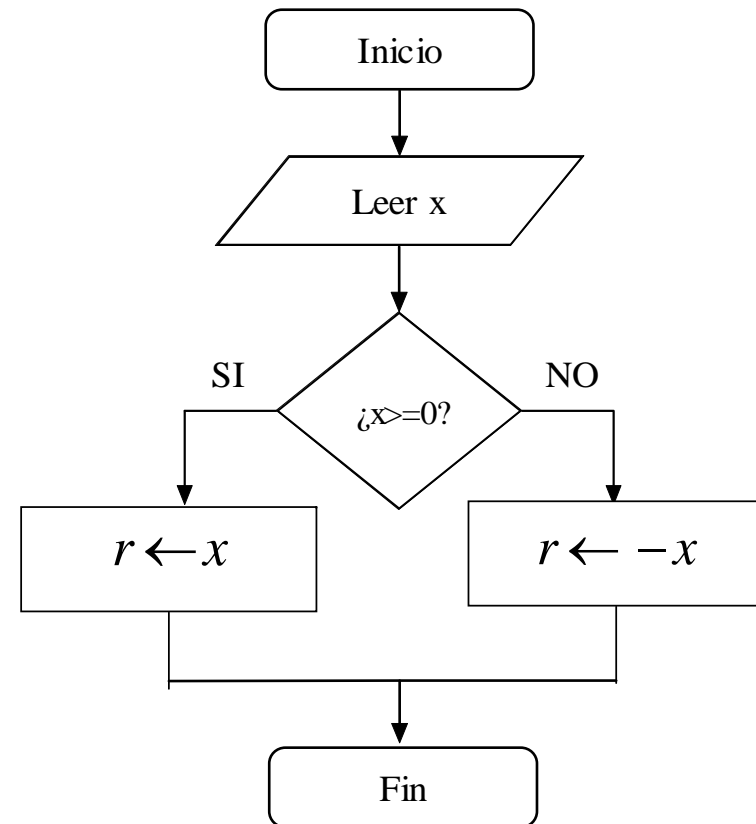 Inicio
Leer x
SI
NO
¿x>=0?
r ← x
r ← −x
Fin